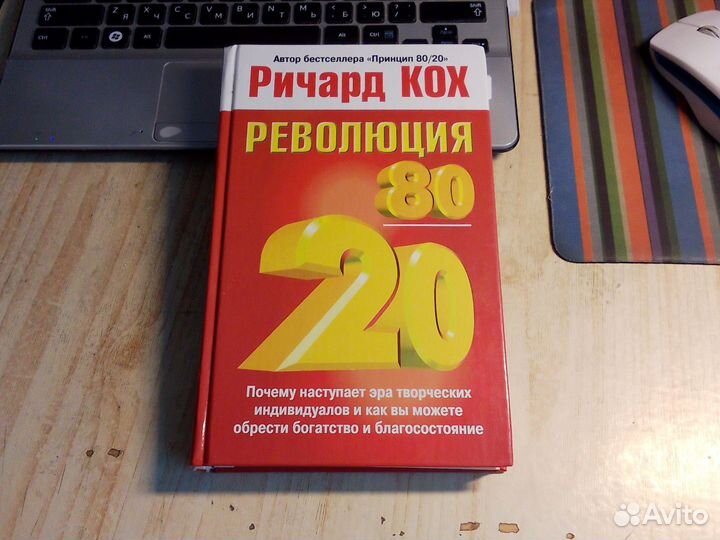 Автор бестселлера «Принцип 80/20»
Ричард КОХ
РЕВОЛЮЦИЯ
80
20
Почему наступает эра творческих
индивидуалов и как вы можете
обрести богатство и благосостояние
Avito